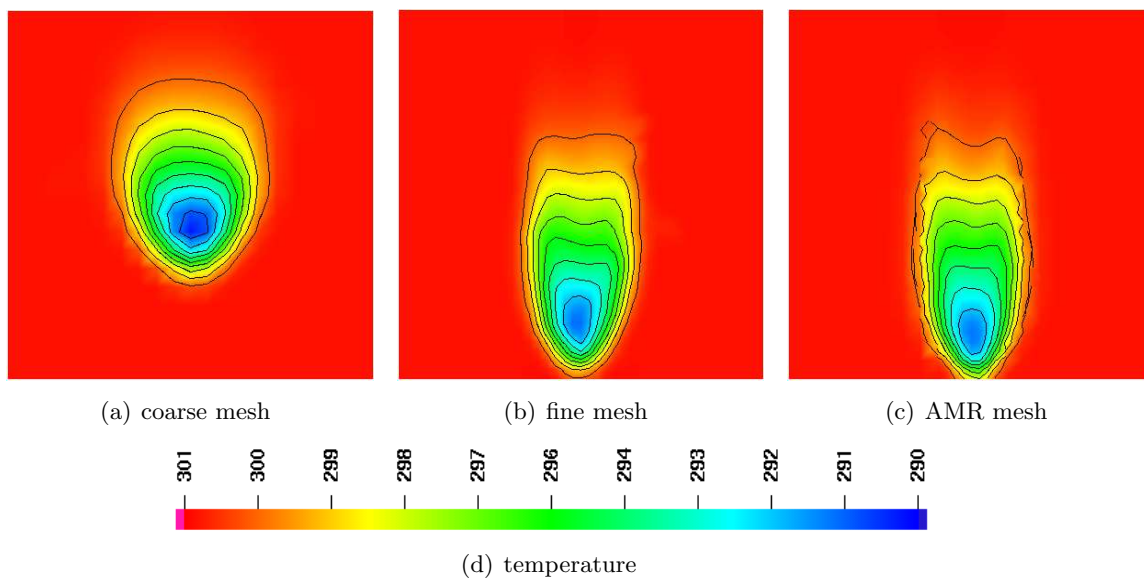 (a) coarse mesh
(b) fine mesh
(c) AMR mesh
301 300 299 298 297 296 294 293 292 291 290
(d) temperature